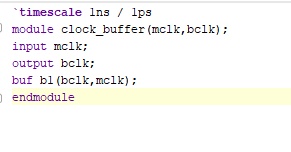 `timescale 1ns / 1ps
module clock_buffer(mclk,bclk);
input mclk;
output bclk;
buf b1(bclk,mclk);
endmodule